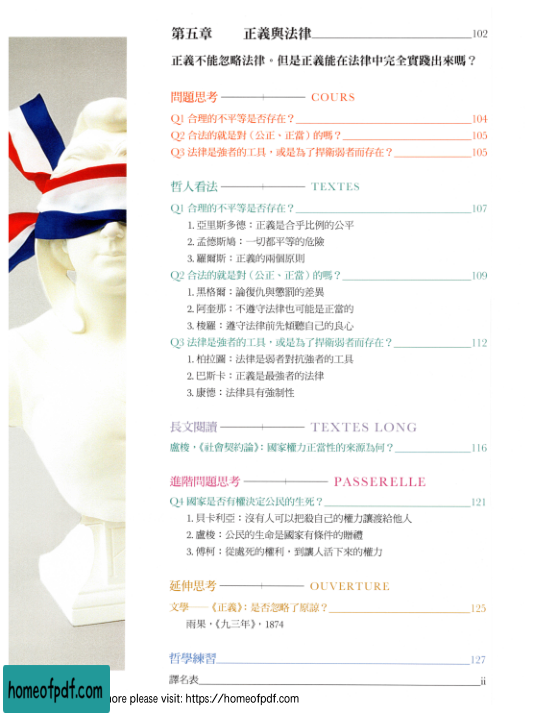 第五章 正義與法律 102
正義不能忽略法律。但是正義能在法律中完全實踐出來嗎？
問題思考 COURS
Q1 合理的不平等是否存在？ 104
Q2 合法的就是對（公正、正當）的嗎？ 105
Q3 法律是強者的工具，或是為了捍衛弱者而存在？ 105
哲人看法 TEXTES
Q1 合理的不平等是否存在？ 107
1. 亞里斯多德：正義是合乎比例的公平
2. 孟德斯鳩：一切都平等的危險
3. 羅爾斯：正義的兩個原則
Q2 合法的就是對（公正、正當）的嗎？ 109
1. 黑格爾：論復仇與懲罰的差異
2. 阿奎那：不遵守法律也可能是正當的
3. 梭羅：遵守法律前先傾聽自己的良心
Q3 法律是強者的工具，或是為了捍衛弱者而存在？ 112
1. 柏拉圖：法律是弱者對抗強者的工具
2. 巴斯卡：正義是最強者的法律
3. 康德：法律具有強制性
長文閱讀 TEXTES LONG
盧梭，《社會契約論》：國家權力正當性的來源為何？ 116
進階問題思考 PASSERELLE
Q4 國家是否有權決定公民的生死？ 121
1. 貝卡利亞：沒有人可以把殺自己的權力讓渡給他人
2. 盧梭：公民的生命是國家有條件的贈禮
3. 傅柯：從處死的權利，到讓人活下來的權力
延伸思考 OUVERTURE
文學──《正義》：是否忽略了原諒？ 125
雨果，《九三年》，1874
哲學練習 127
譯名表 ii
homeofpdf.com
ore please visit: https://homeofpdf.com